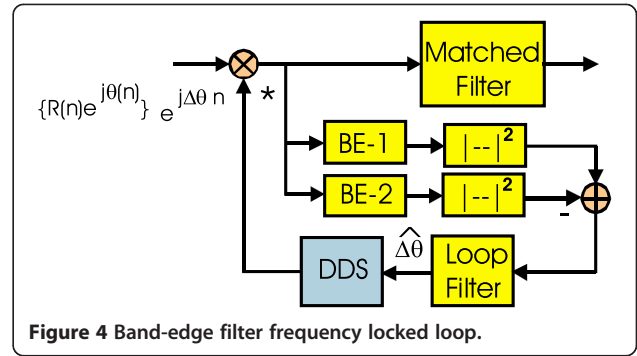 Matched
Filter
{R(n)e^jθ(n)} e^jΔθ n
*
BE-1
|--|²
BE-2
|--|²
-
DDS
Δθ̂
Loop
Filter
Figure 4 Band-edge filter frequency locked loop.